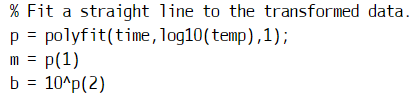 % Fit a straight line to the transformed data.
p = polyfit(time,log10(temp),1);
m = p(1)
b = 10^p(2)